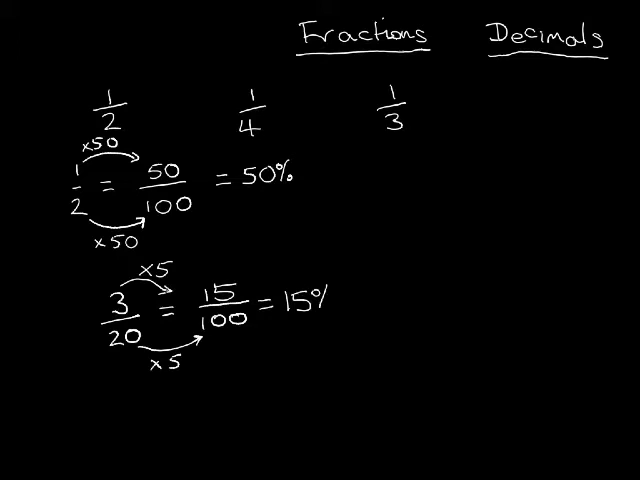 Fractions Decimals
1/2 1/4 1/3
×50
1/2 = 50/100 = 50%
×50
×5
3/20 = 15/100 = 15%
×5